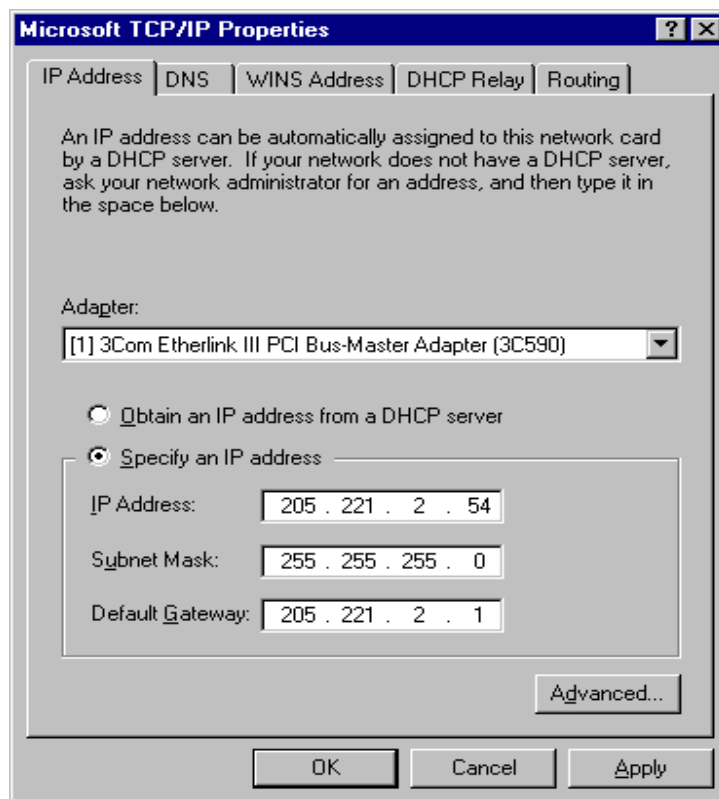 Microsoft TCP/IP Properties
IP Address DNS WINS Address DHCP Relay Routing
An IP address can be automatically assigned to this network card
by a DHCP server. If your network does not have a DHCP server,
ask your network administrator for an address, and then type it in
the space below.
Adapter:
[1] 3Com Etherlink III PCI Bus-Master Adapter (3C590)
Obtain an IP address from a DHCP server
Specify an IP address
IP Address: 205 . 221 . 2 . 54
Subnet Mask: 255 . 255 . 255 . 0
Default Gateway: 205 . 221 . 2 . 1
Advanced...
OK Cancel Apply